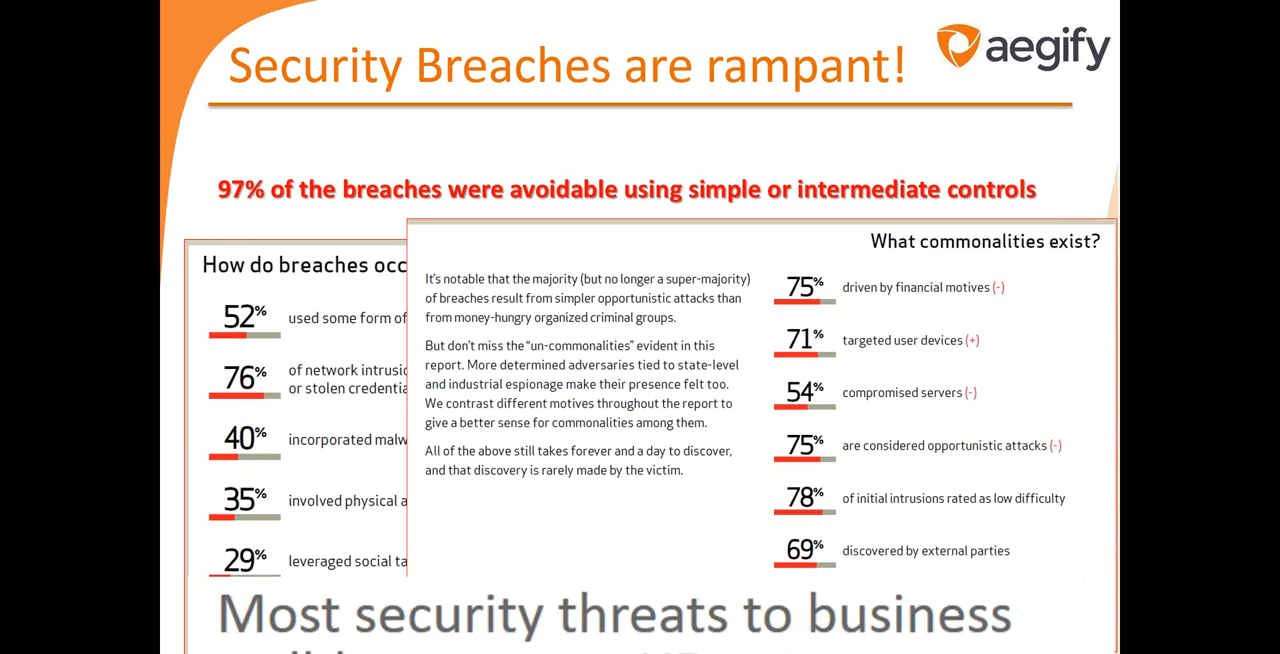 Security Breaches are rampant!
aegify
97% of the breaches were avoidable using simple or intermediate controls
How do breaches occ
52%
used some form of
76%
of network intrusio
or stolen credentia
40%
incorporated malw
35%
involved physical a
29%
leveraged social ta
It's notable that the majority (but no longer a super-majority)
of breaches result from simpler opportunistic attacks than
from money-hungry organized criminal groups.
But don't miss the "un-commonalities" evident in this
report. More determined adversaries tied to state-level
and industrial espionage make their presence felt too.
We contrast different motives throughout the report to
give a better sense for commonalities among them.
All of the above still takes forever and a day to discover,
and that discovery is rarely made by the victim.
What commonalities exist?
75%
driven by financial motives (-)
71%
targeted user devices (+)
54%
compromised servers (-)
75%
are considered opportunistic attacks (-)
78%
of initial intrusions rated as low difficulty
69%
discovered by external parties
Most security threats to business